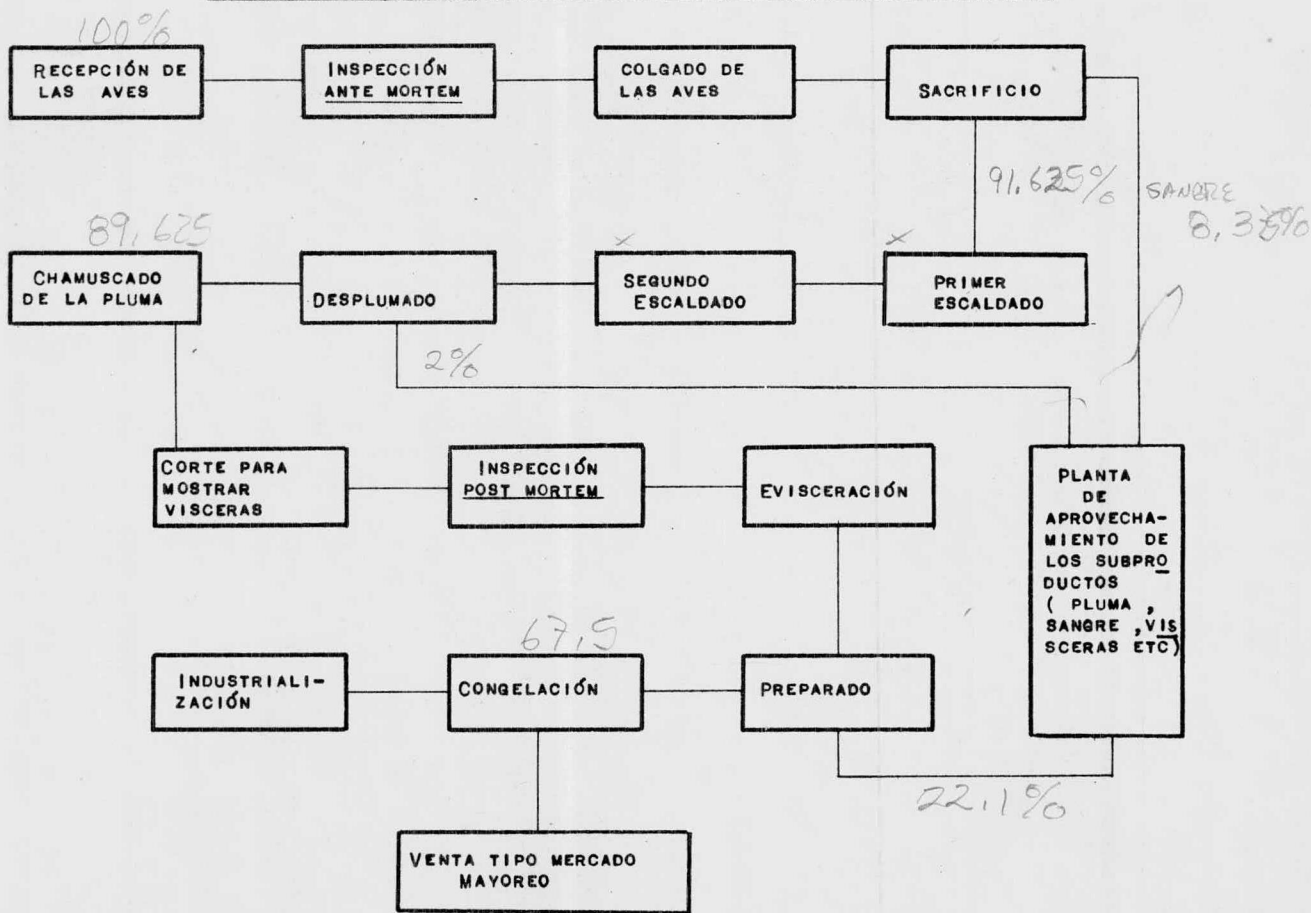 100%
RECEPCIÓN DE
LAS AVES
INSPECCIÓN
ANTE MORTEM
COLGADO DE
LAS AVES
SACRIFICIO
91.625%
SANGRE
89,625
CHAMUSCADO
DE LA PLUMA
DESPLUMADO
x
SEGUNDO
ESCALDADO
x
PRIMER
ESCALDADO
2%
CORTE PARA
MOSTRAR
VISCERAS
INSPECCIÓN
POST MORTEM
EVISCERACIÓN
PLANTA
DE
APROVECHA-
MIENTO DE
LOS SUBPRO
DUCTOS
( PLUMA ,
SANGRE ,VIS
SCERAS ETC)
INDUSTRIALI-
ZACIÓN
67,5
CONGELACIÓN
PREPARADO
22,1%
VENTA TIPO MERCADO
MAYOREO